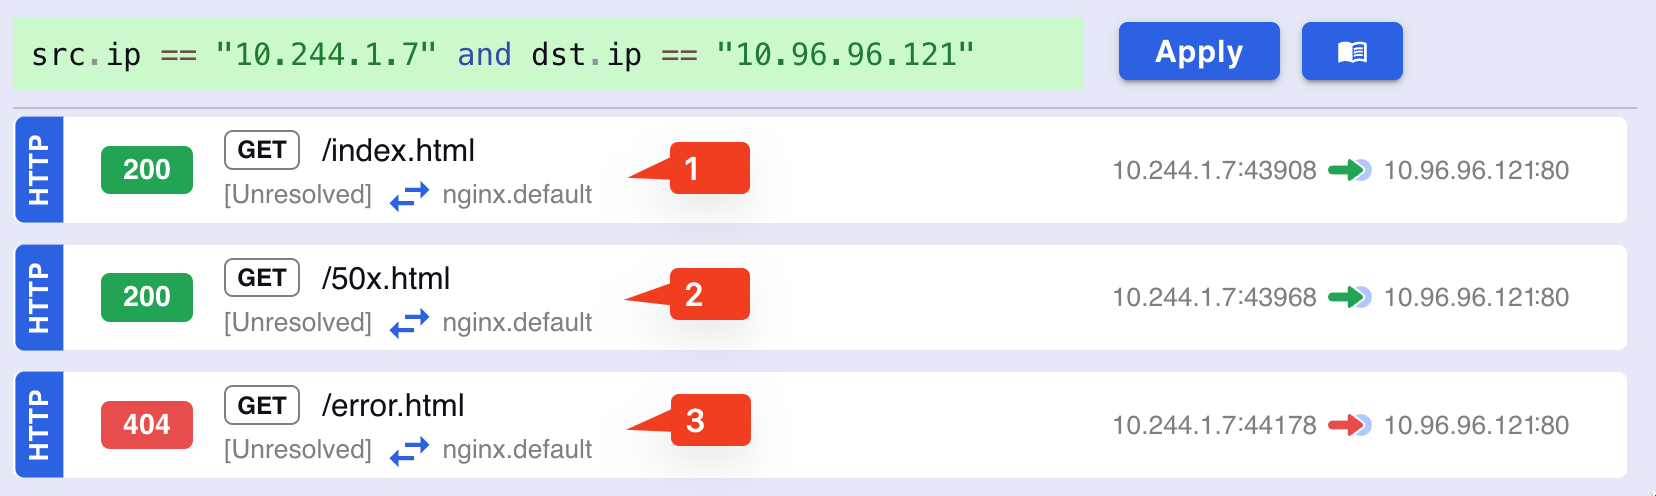 src.ip == "10.244.1.7" and dst.ip == "10.96.96.121"
Apply
HTTP
200
GET /index.html
[Unresolved] nginx.default
1
10.244.1.7:43908 10.96.96.121:80
HTTP
200
GET /50x.html
[Unresolved] nginx.default
2
10.244.1.7:43968 10.96.96.121:80
HTTP
404
GET /error.html
[Unresolved] nginx.default
3
10.244.1.7:44178 10.96.96.121:80